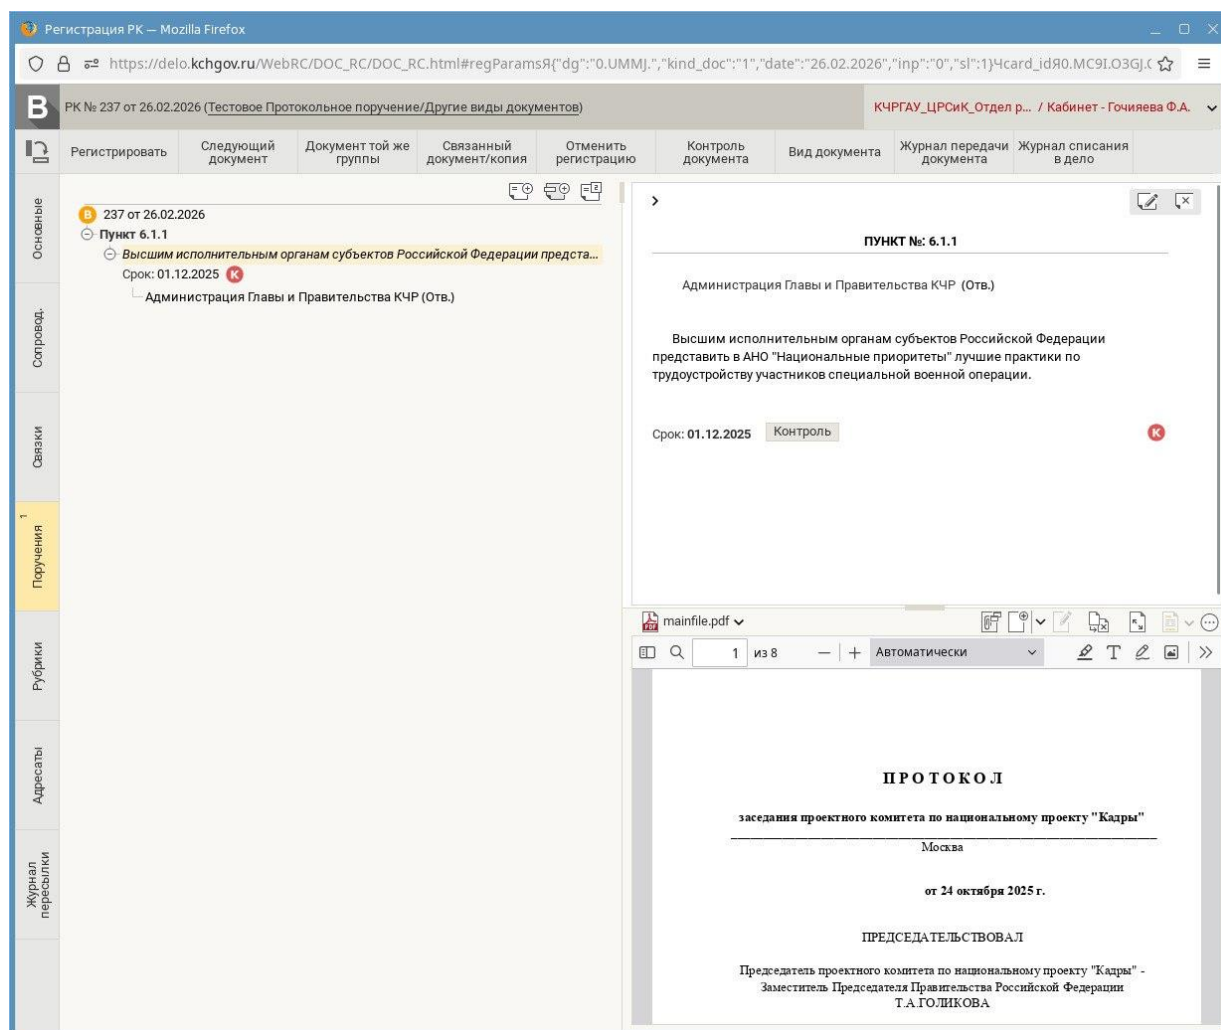 Регистрация РК — Mozilla Firefox
https://delo.kchgov.ru/WebRC/DOC_RC/DOC_RC.html#regParamsЯ{"dg":"0.UMMJ.","kind_doc":"1","date":"26.02.2026","inp":"0","sl":1}Чcard_idЯ0.MC9I.O3GJ.(
В РК № 237 от 26.02.2026 (Тестовое Протокольное поручение/Другие виды документов)
КЧРГАУ_ЦРСиК_Отдел р... / Кабинет - Гочияева Ф.А.
Регистрировать
Следующий документ
Документ той же группы
Связанный документ/копия
Отменить регистрацию
Контроль документа
Вид документа
Журнал передачи документа
Журнал списания в дело
Основные
Сопровод.
Связки
Поручения 1
Рубрики
Адресаты
Журнал пересылки
В 237 от 26.02.2026
Пункт 6.1.1
Высшим исполнительным органам субъектов Российской Федерации предста...
Срок: 01.12.2025 К
Администрация Главы и Правительства КЧР (Отв.)
ПУНКТ №: 6.1.1
Администрация Главы и Правительства КЧР (Отв.)
Высшим исполнительным органам субъектов Российской Федерации
представить в АНО "Национальные приоритеты" лучшие практики по
трудоустройству участников специальной военной операции.
Срок: 01.12.2025 Контроль К
mainfile.pdf
1 из 8 Автоматически
ПРОТОКОЛ
заседания проектного комитета по национальному проекту "Кадры"
Москва
от 24 октября 2025 г.
ПРЕДСЕДАТЕЛЬСТВОВАЛ
Председатель проектного комитета по национальному проекту "Кадры" -
Заместитель Председателя Правительства Российской Федерации
Т.А.ГОЛИКОВА